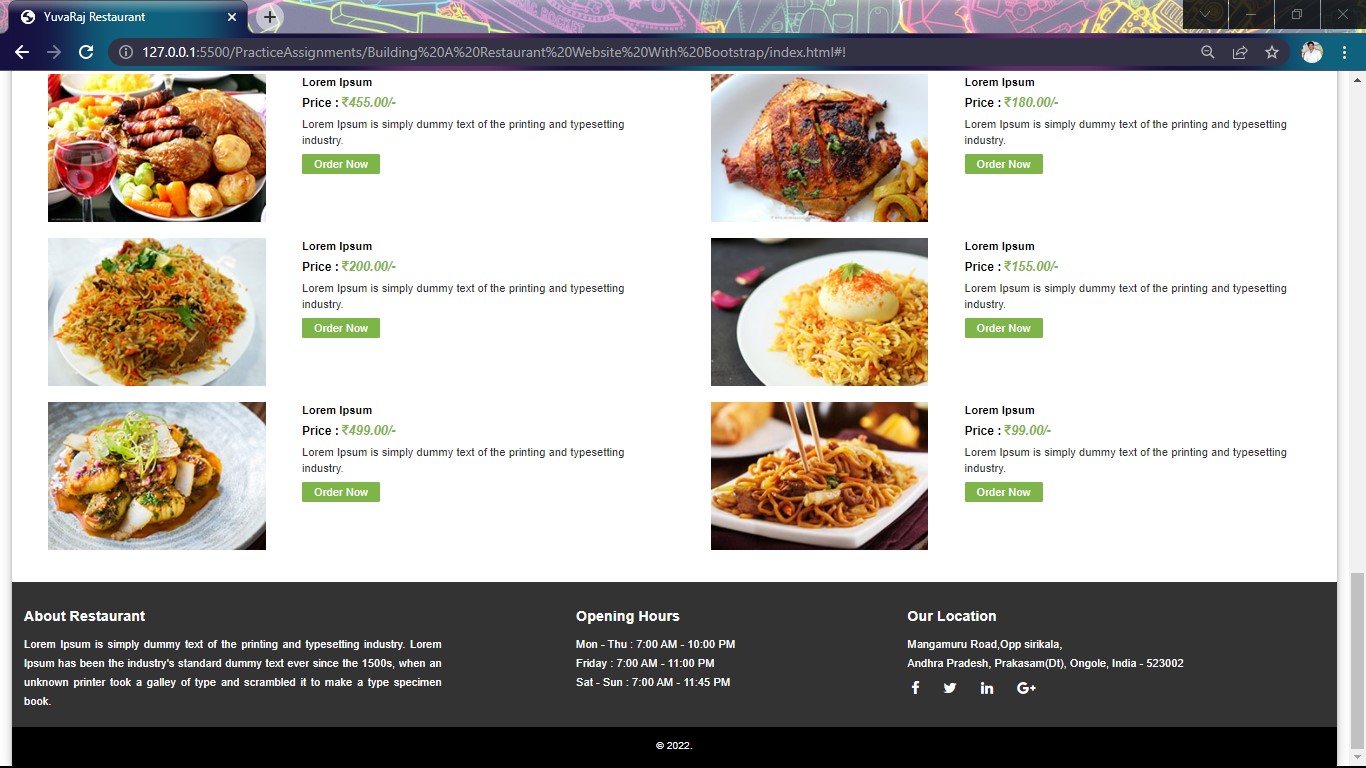 YuvaRaj Restaurant
127.0.0.1:5500/PracticeAssignments/Building%20A%20Restaurant%20Website%20With%20Bootstrap/index.html#!
Lorem Ipsum
Price : ₹455.00/-
Lorem Ipsum is simply dummy text of the printing and typesetting
industry.
Order Now
Lorem Ipsum
Price : ₹180.00/-
Lorem Ipsum is simply dummy text of the printing and typesetting
industry.
Order Now
Lorem Ipsum
Price : ₹200.00/-
Lorem Ipsum is simply dummy text of the printing and typesetting
industry.
Order Now
Lorem Ipsum
Price : ₹155.00/-
Lorem Ipsum is simply dummy text of the printing and typesetting
industry.
Order Now
Lorem Ipsum
Price : ₹499.00/-
Lorem Ipsum is simply dummy text of the printing and typesetting
industry.
Order Now
Lorem Ipsum
Price : ₹99.00/-
Lorem Ipsum is simply dummy text of the printing and typesetting
industry.
Order Now
About Restaurant
Lorem Ipsum is simply dummy text of the printing and typesetting industry. Lorem
Ipsum has been the industry's standard dummy text ever since the 1500s, when an
unknown printer took a galley of type and scrambled it to make a type specimen
book.
Opening Hours
Mon - Thu : 7:00 AM - 10:00 PM
Friday : 7:00 AM - 11:00 PM
Sat - Sun : 7:00 AM - 11:45 PM
Our Location
Mangamuru Road,Opp sirikala,
Andhra Pradesh, Prakasam(Dt), Ongole, India - 523002
© 2022.